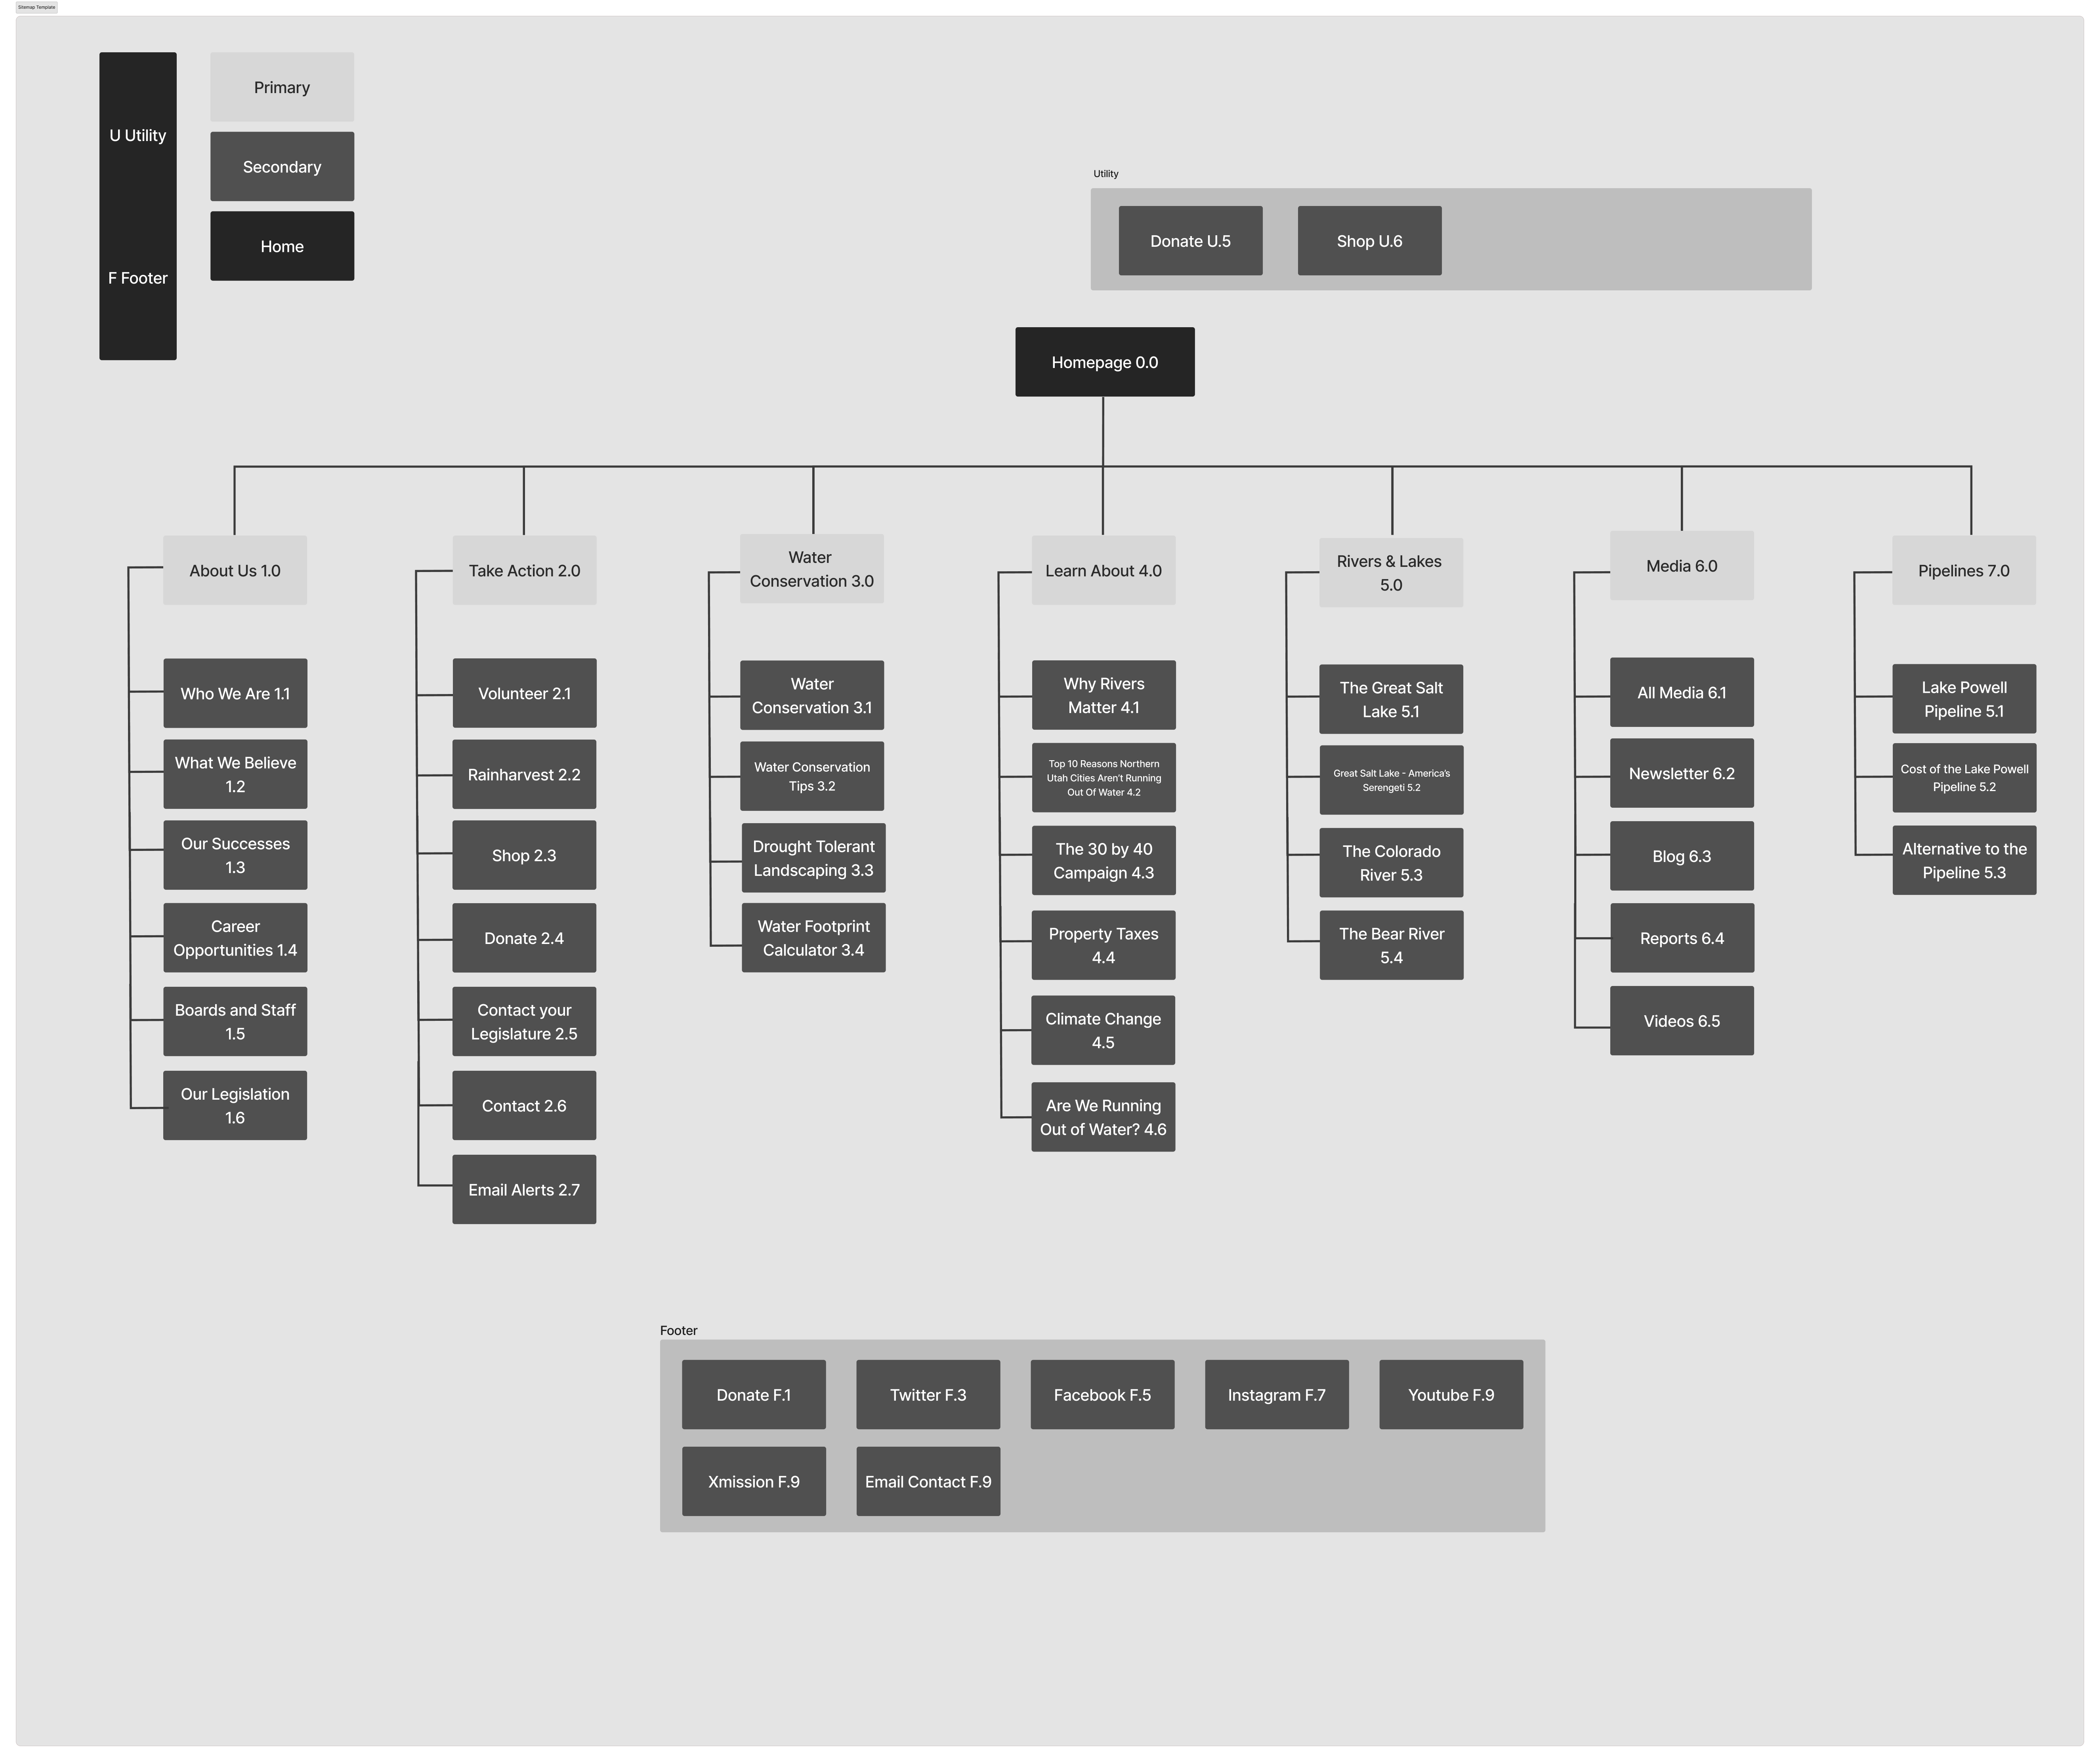 Sitemap Template
U Utility
F Footer
Primary
Secondary
Home
Utility
Donate U.5
Shop U.6
Homepage 0.0
About Us 1.0
Who We Are 1.1
What We Believe
1.2
Our Successes
1.3
Career
Opportunities 1.4
Boards and Staff
1.5
Our Legislation
1.6
Take Action 2.0
Volunteer 2.1
Rainharvest 2.2
Shop 2.3
Donate 2.4
Contact your
Legislature 2.5
Contact 2.6
Email Alerts 2.7
Water
Conservation 3.0
Water
Conservation 3.1
Water Conservation
Tips 3.2
Drought Tolerant
Landscaping 3.3
Water Footprint
Calculator 3.4
Learn About 4.0
Why Rivers
Matter 4.1
Top 10 Reasons Northern
Utah Cities Aren't Running
Out Of Water 4.2
The 30 by 40
Campaign 4.3
Property Taxes
4.4
Climate Change
4.5
Are We Running
Out of Water? 4.6
Rivers & Lakes
5.0
The Great Salt
Lake 5.1
Great Salt Lake - America's
Serengeti 5.2
The Colorado
River 5.3
The Bear River
5.4
Media 6.0
All Media 6.1
Newsletter 6.2
Blog 6.3
Reports 6.4
Videos 6.5
Pipelines 7.0
Lake Powell
Pipeline 5.1
Cost of the Lake Powell
Pipeline 5.2
Alternative to the
Pipeline 5.3
Footer
Donate F.1
Twitter F.3
Facebook F.5
Instagram F.7
Youtube F.9
Xmission F.9
Email Contact F.9